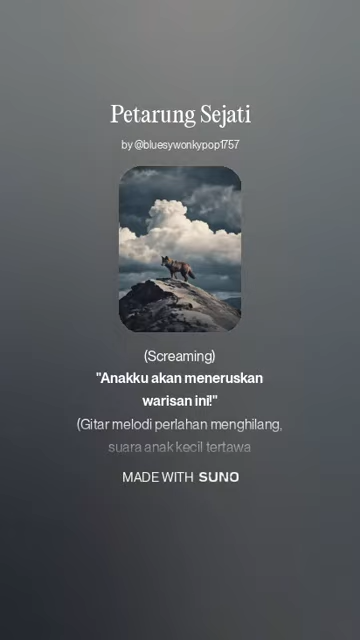 Petarung Sejati
by @bluesywonkypop1757
(Screaming)
"Anakku akan meneruskan
warisan ini!"
(Gitar melodi perlahan menghilang,
suara anak kecil tertawa
MADE WITH SUNO